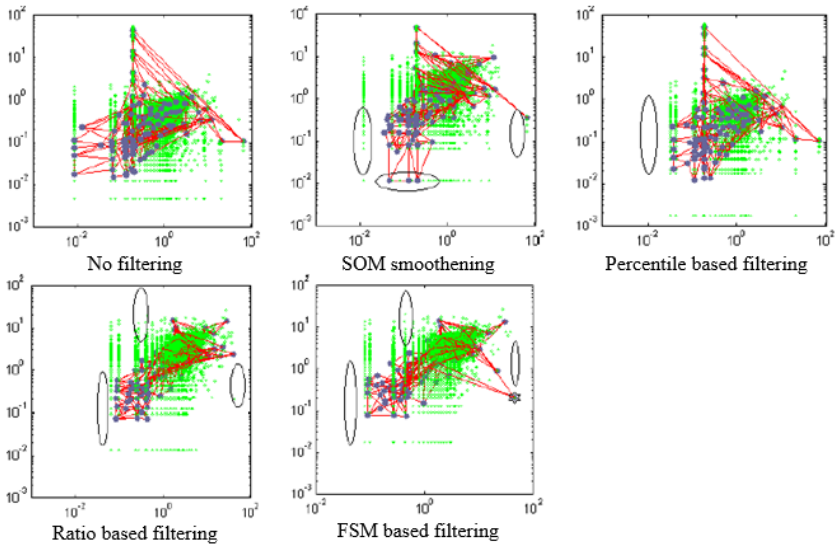 10² 10² 10²
10¹ 10¹ 10¹
10⁰ 10⁰ 10⁰
10⁻¹ 10⁻¹ 10⁻¹
10⁻² 10⁻² 10⁻²
10⁻³ 10⁻³ 10⁻³
10⁻² 10⁰ 10² 10⁻² 10⁰ 10² 10⁻² 10⁰ 10²
No filtering SOM smoothening Percentile based filtering
10² 10²
10¹ 10¹
10⁰ 10⁰
10⁻¹ 10⁻¹
10⁻² 10⁻²
10⁻³ 10⁻³
10⁻² 10⁰ 10² 10⁻² 10⁰ 10²
Ratio based filtering FSM based filtering